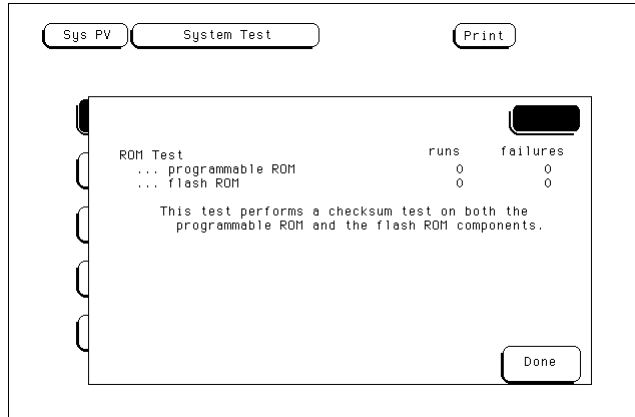 Sys PV System Test Print
ROM Test runs failures
... programmable ROM 0 0
... flash ROM 0 0
This test performs a checksum test on both the
programmable ROM and the flash ROM components.
Done